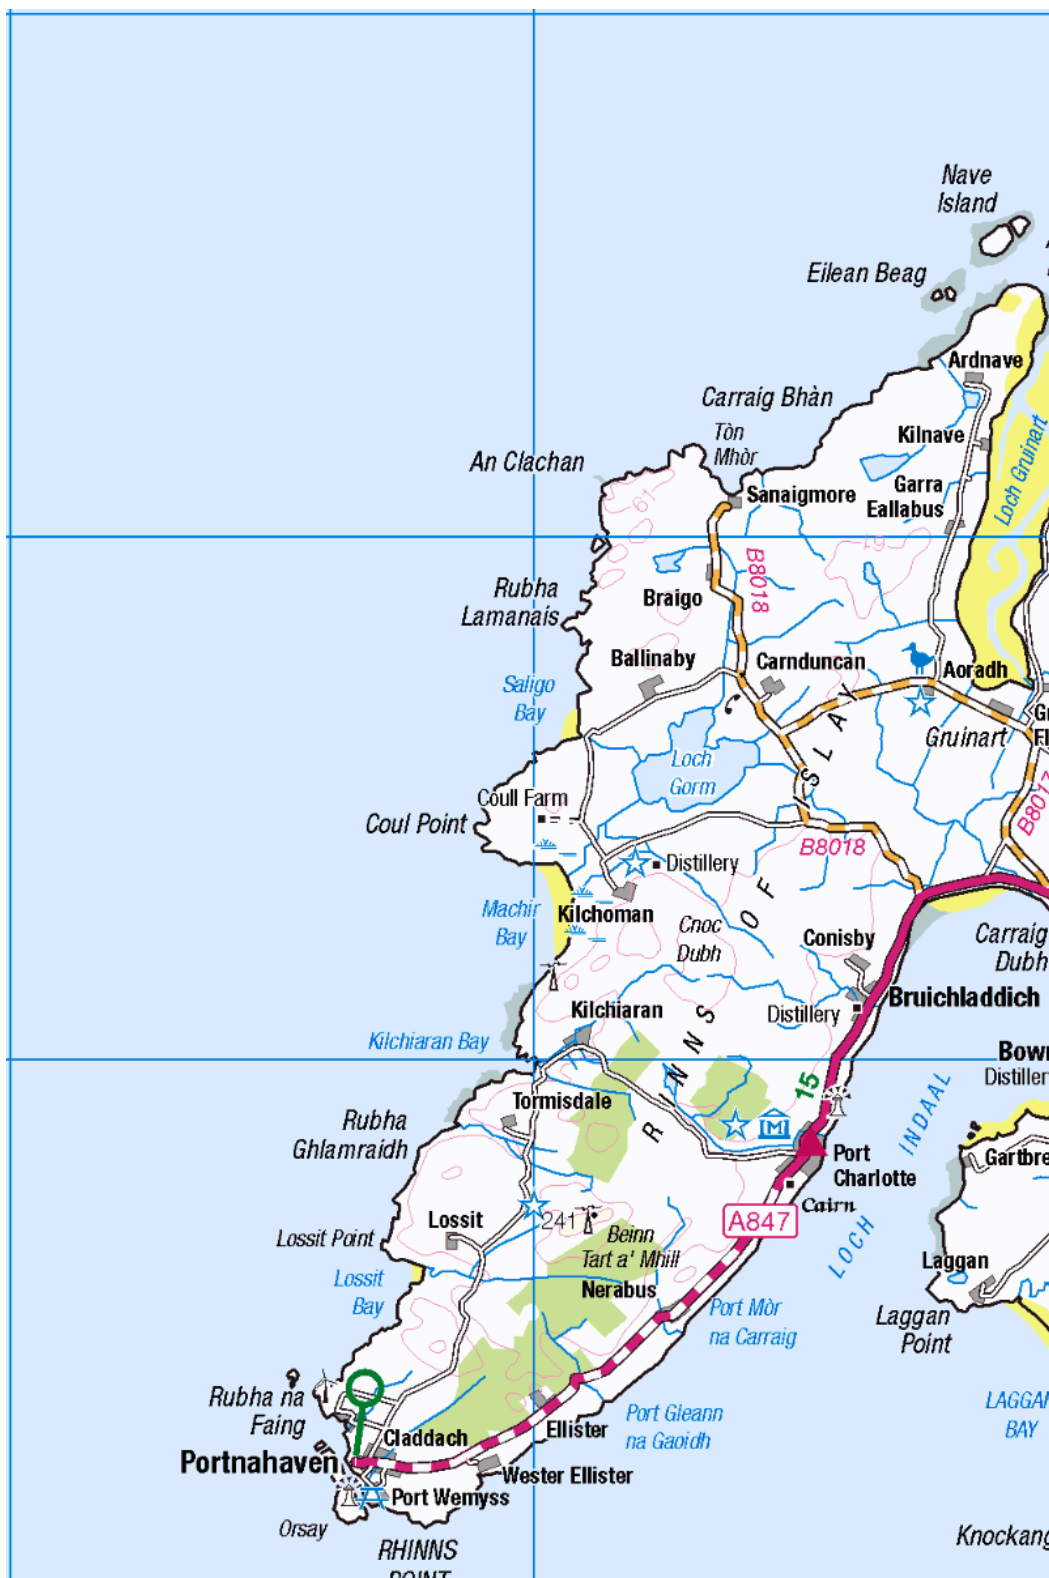 Nave
Island
Eilean Beag
Ardnave
Carraig Bhàn
Tòn
Mhòr
Kilnave
An Clachan
Garra
Eallabus
Sanaigmore
Loch Gruinart
61
61
B8018
Rubha
Lamanais
Braigo
Ballinaby
Carnduncan
Aoradh
Saligo
Bay
Gruinart
Loch
Gorm
ISLAY
Coull Farm
Coul Point
B8017
B8018
Distillery
Machir
Bay
Kilchoman
Cnoc
Dubh
OF
Conisby
Carraig
Dubh
Bruichladdich
Distillery
Kilchiaran
RINNS
Kilchiaran Bay
Distillery
15
Tormisdale
Rubha
Ghlamraidh
LOCH INDAAL
Port
Charlotte
Cairn
A847
Lossit
241
Beinn
Tart a' Mhill
Lossit Point
Nerabus
Laggan
Lossit
Bay
Port Mòr
na Carraig
Laggan
Point
Rubha na
Faing
Port Gleann
na Gaoidh
BAY
Claddach
Ellister
Portnahaven
Wester Ellister
Port Wemyss
Orsay
RHINNS
POINT